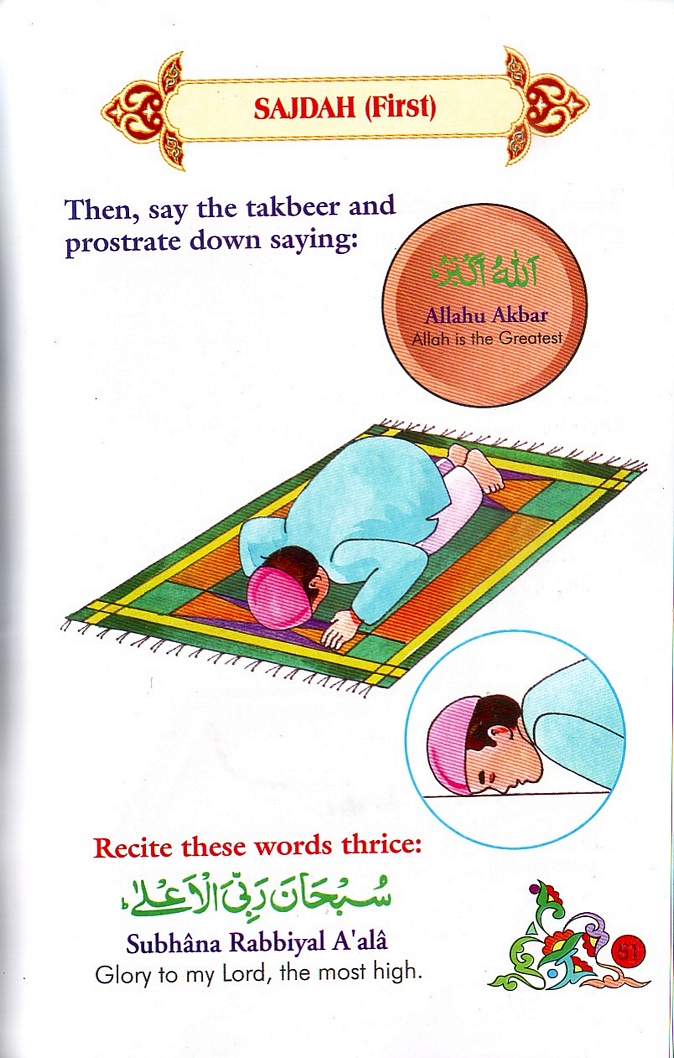 SAJDAH (First)
Then, say the takbeer and
prostrate down saying:
اَللّٰهُ اَكْبَرُ
Allahu Akbar
Allah is the Greatest
Recite these words thrice:
سُبْحَانَ رَبِّيَ الْاَعْلٰى ط
Subhâna Rabbiyal A'alâ
Glory to my Lord, the most high.
51